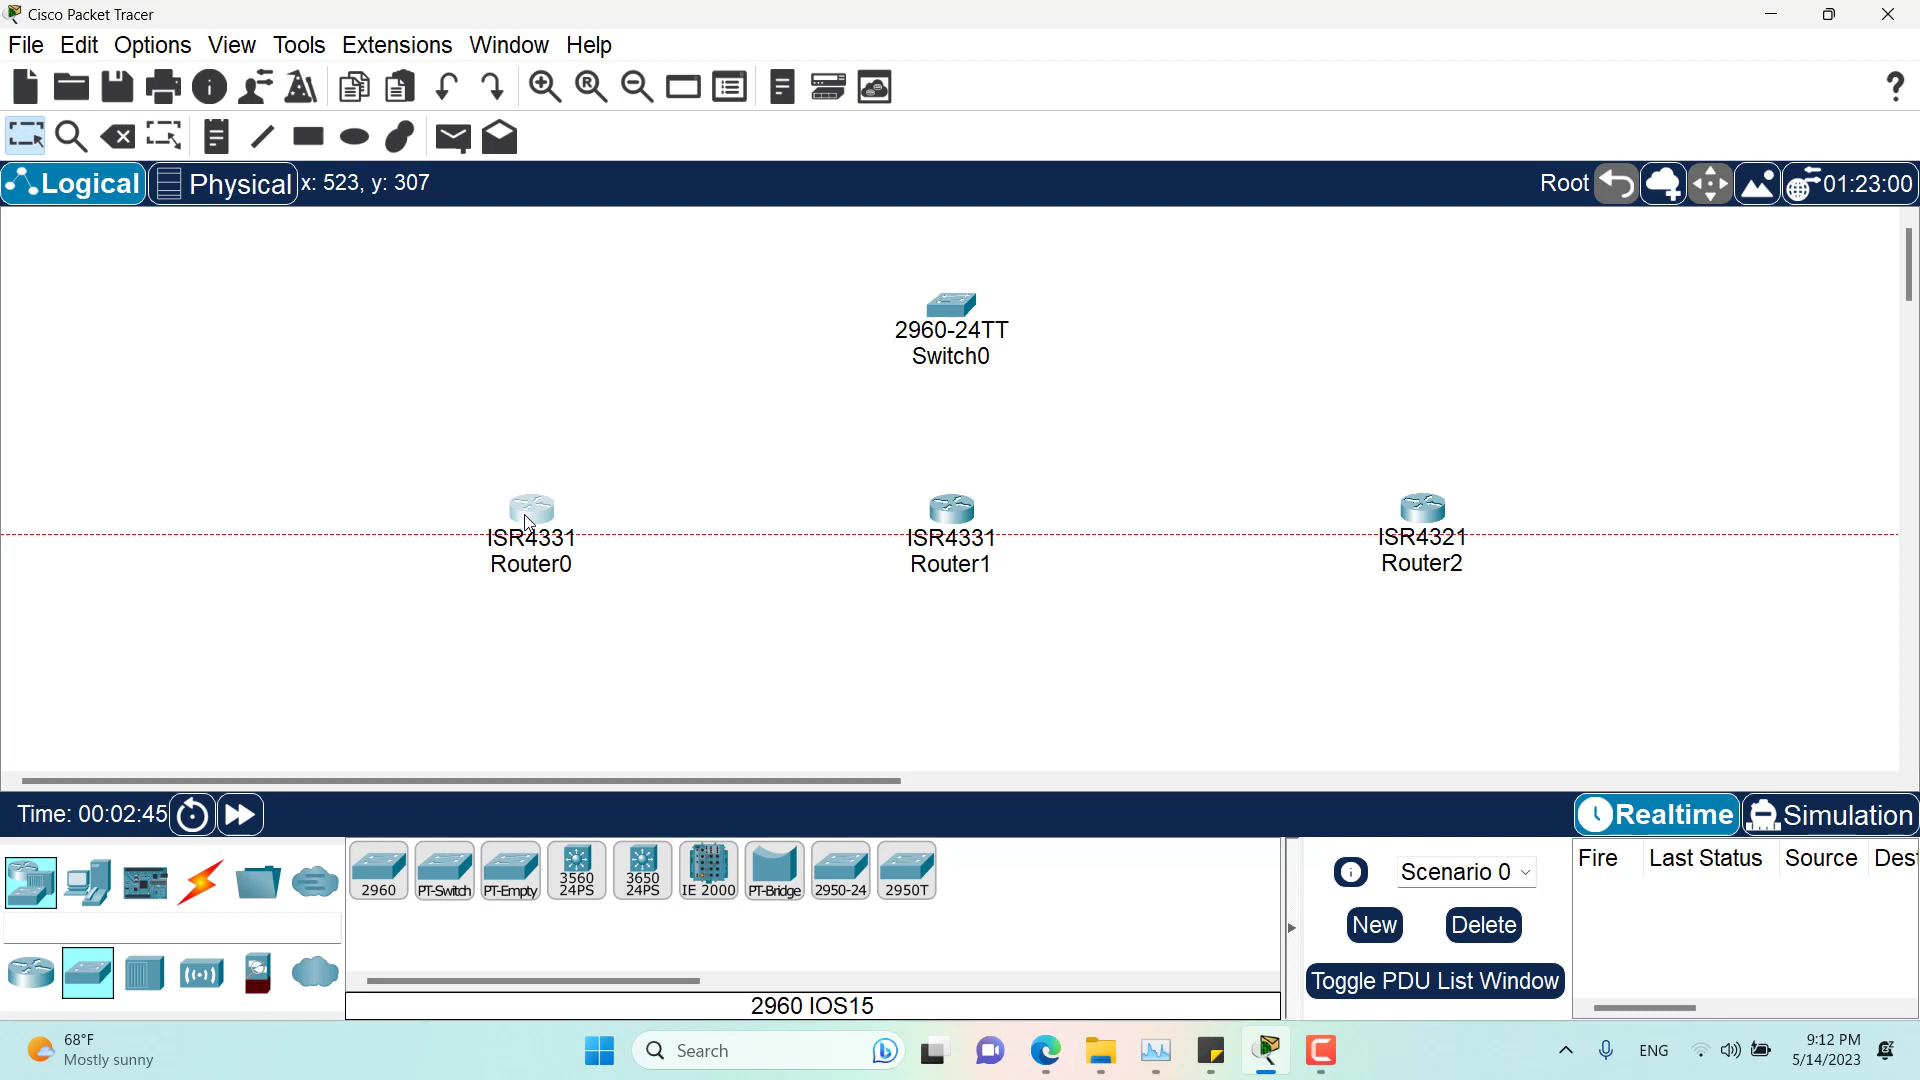 Cisco Packet Tracer
File Edit Options View Tools Extensions Window Help
Logical Physical x: 523, y: 307 Root 01:23:00
2960-24TT
Switch0
ISR4331
Router0
ISR4331
Router1
ISR4321
Router2
Time: 00:02:45 Realtime Simulation
2960 PT-Switch PT-Empty 3560 24PS 3650 24PS IE 2000 PT-Bridge 2950-24 2950T
2960 IOS15
Scenario 0
New Delete
Toggle PDU List Window
Fire Last Status Source Des
68°F
Mostly sunny
Search
ENG
9:12 PM
5/14/2023